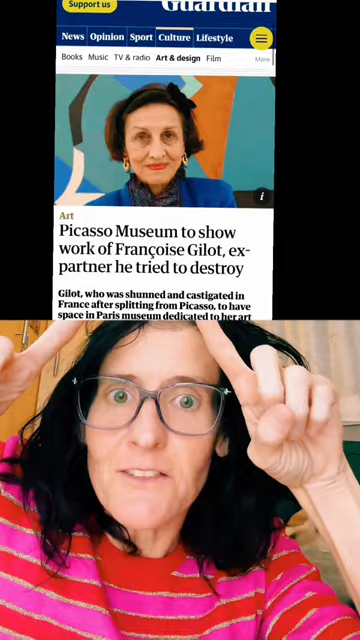 Support us
Guardian
News Opinion Sport Culture Lifestyle
Books Music TV & radio Art & design Film More
i
Art
Picasso Museum to show
work of Françoise Gilot, ex-
partner he tried to destroy
Gilot, who was shunned and castigated in
France after splitting from Picasso, to have
space in Paris museum dedicated to her art